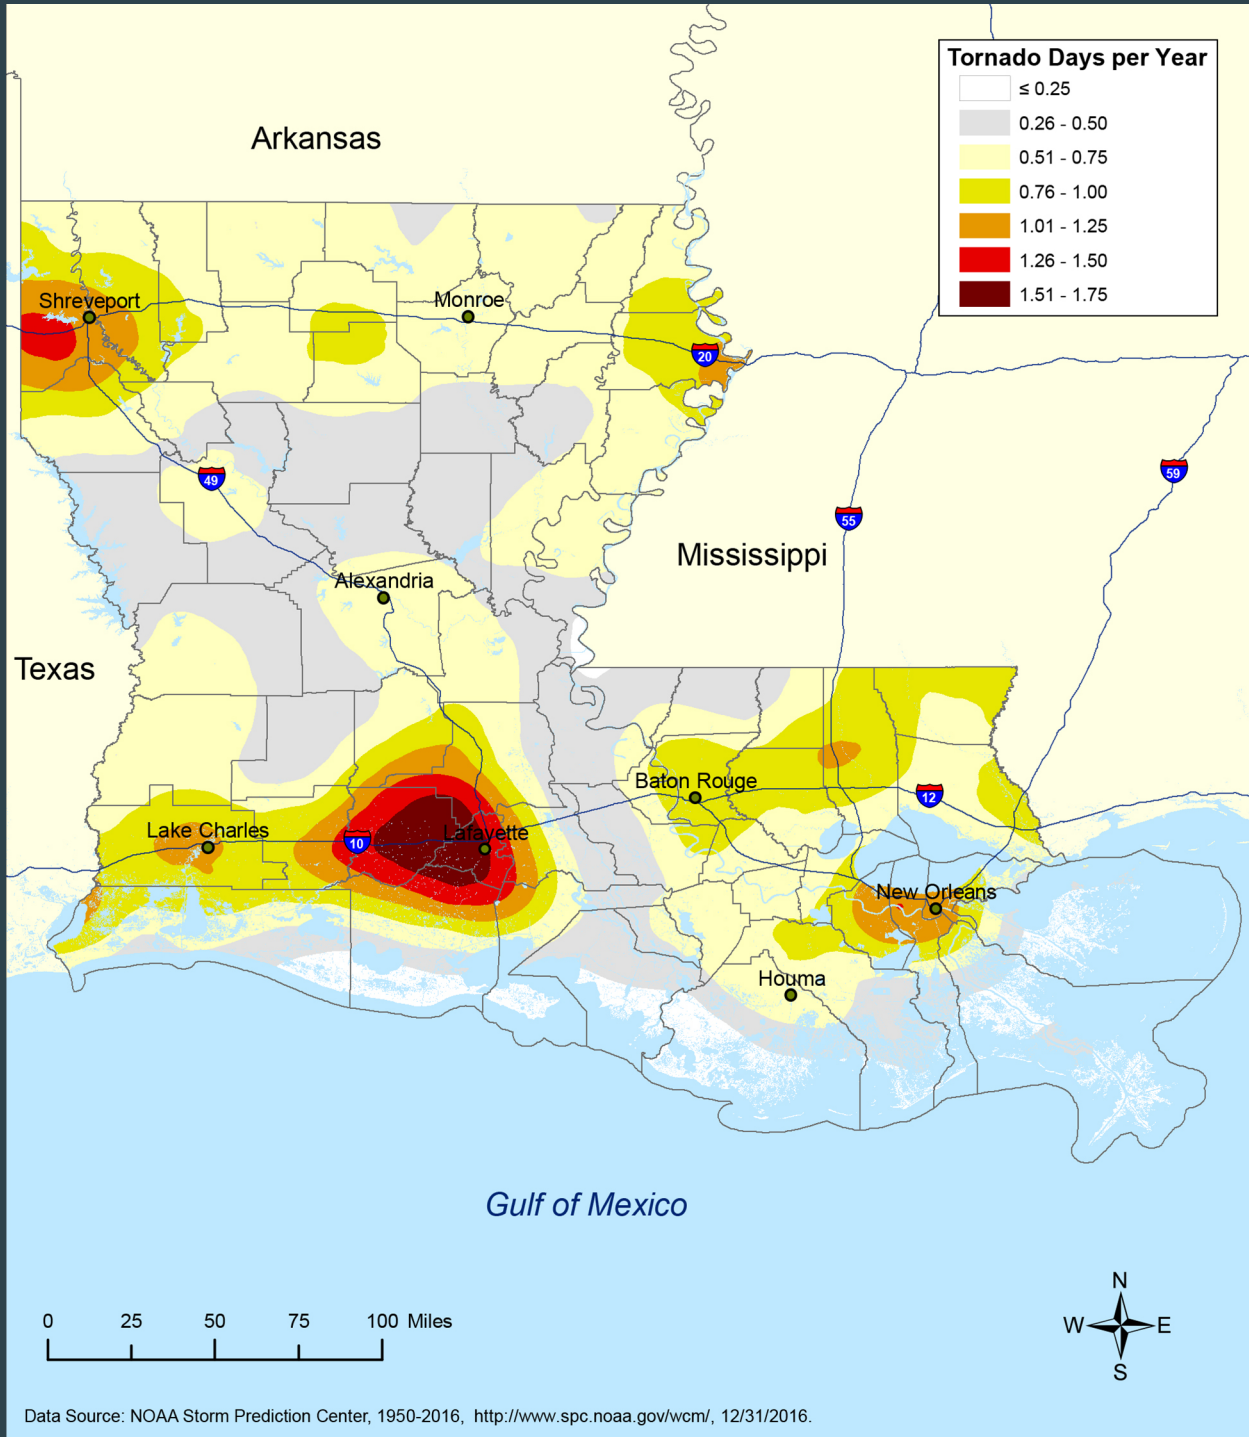 Tornado Days per Year
≤ 0.25
0.26 - 0.50
0.51 - 0.75
0.76 - 1.00
1.01 - 1.25
1.26 - 1.50
1.51 - 1.75
Arkansas
Shreveport
Monroe
20
49
59
55
Mississippi
Alexandria
Texas
Baton Rouge
12
Lake Charles
10
Lafayette
New Orleans
Houma
Gulf of Mexico
N
W E
S
0 25 50 75 100 Miles
Data Source: NOAA Storm Prediction Center, 1950-2016, http://www.spc.noaa.gov/wcm/, 12/31/2016.